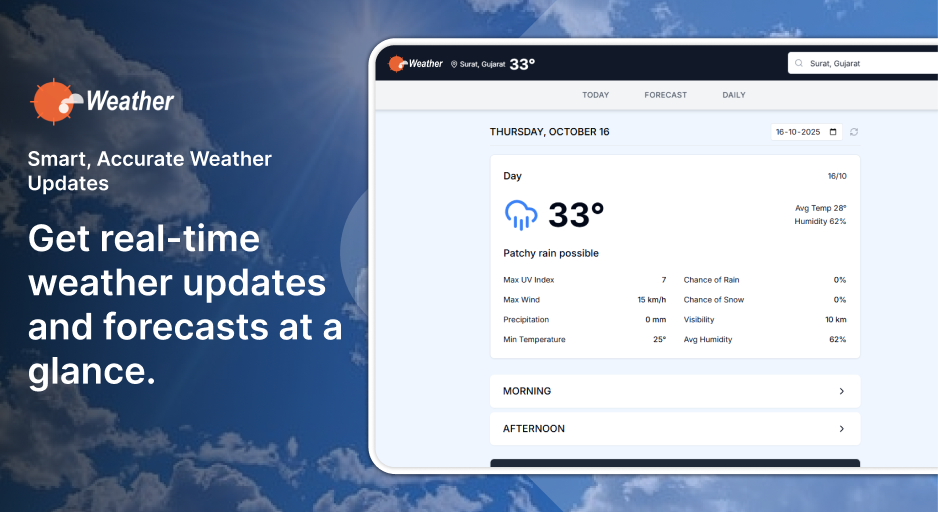 Weather
Smart, Accurate Weather
Updates
Get real-time
weather updates
and forecasts at a
glance.
Weather Surat, Gujarat 33° Surat, Gujarat
TODAY FORECAST DAILY
THURSDAY, OCTOBER 16 16-10-2025
Day 16/10
33°
Avg Temp 28°
Humidity 62%
Patchy rain possible
Max UV Index 7 Chance of Rain 0%
Max Wind 15 km/h Chance of Snow 0%
Precipitation 0 mm Visibility 10 km
Min Temperature 25° Avg Humidity 62%
MORNING
AFTERNOON